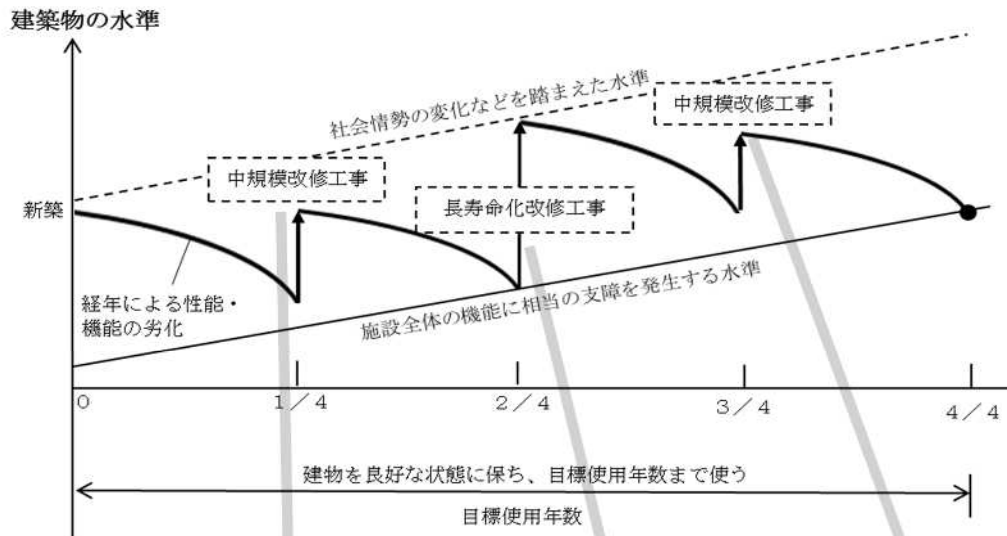 建築物の水準
社会情勢の変化などを踏まえた水準
中規模改修工事
中規模改修工事
新築
長寿命化改修工事
経年による性能・
機能の劣化
施設全体の機能に相当の支障を発生する水準
0
1/4
2/4
3/4
4/4
建物を良好な状態に保ち、目標使用年数まで使う
目標使用年数